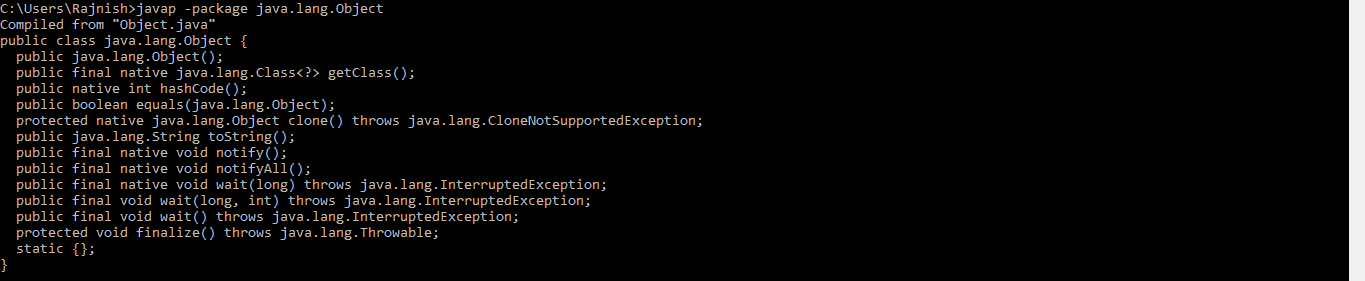 C:\Users\Rajnish>javap -package java.lang.Object
Compiled from "Object.java"
public class java.lang.Object {
  public java.lang.Object();
  public final native java.lang.Class<?> getClass();
  public native int hashCode();
  public boolean equals(java.lang.Object);
  protected native java.lang.Object clone() throws java.lang.CloneNotSupportedException;
  public java.lang.String toString();
  public final native void notify();
  public final native void notifyAll();
  public final native void wait(long) throws java.lang.InterruptedException;
  public final void wait(long, int) throws java.lang.InterruptedException;
  public final void wait() throws java.lang.InterruptedException;
  protected void finalize() throws java.lang.Throwable;
  static {};
}